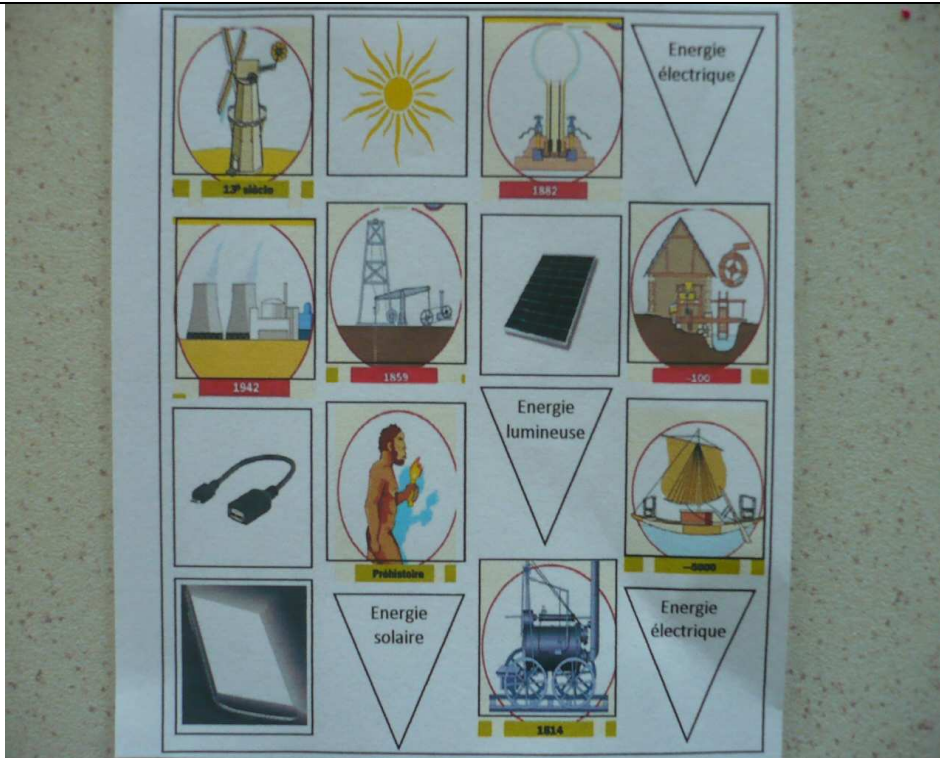 Energie
électrique
13e siècle
1882
1942
1859
-100
Energie
lumineuse
Préhistoire
-5000
Energie
solaire
Energie
électrique
1814